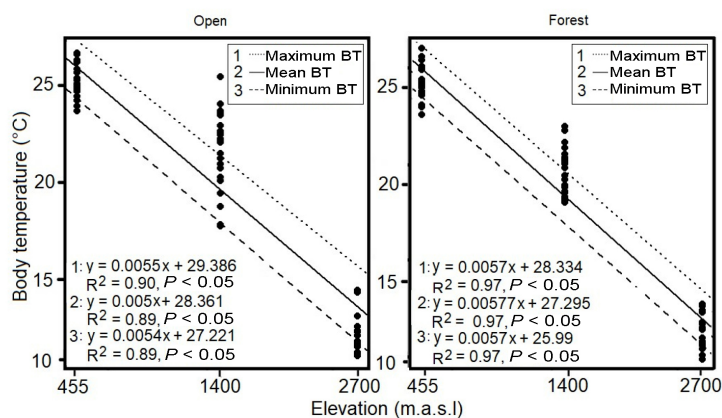 Open
1 Maximum BT
2 Mean BT
3 Minimum BT
25
20
15
10
Body temperature (°C)
1: y = 0.0055x + 29.386
R2 = 0.90, P < 0.05
2: y = 0.005x + 28.361
R2 = 0.89, P < 0.05
3: y = 0.0054x + 27.221
R2 = 0.89, P < 0.05
455 1400 2700
Forest
1 Maximum BT
2 Mean BT
3 Minimum BT
25
20
15
10
1: y = 0.0057x + 28.334
R2 = 0.97, P < 0.05
2: y = 0.00577x + 27.295
R2 = 0.97, P < 0.05
3: y = 0.0057x + 25.99
R2 = 0.97, P < 0.05
455 1400 2700
Elevation (m.a.s.l)